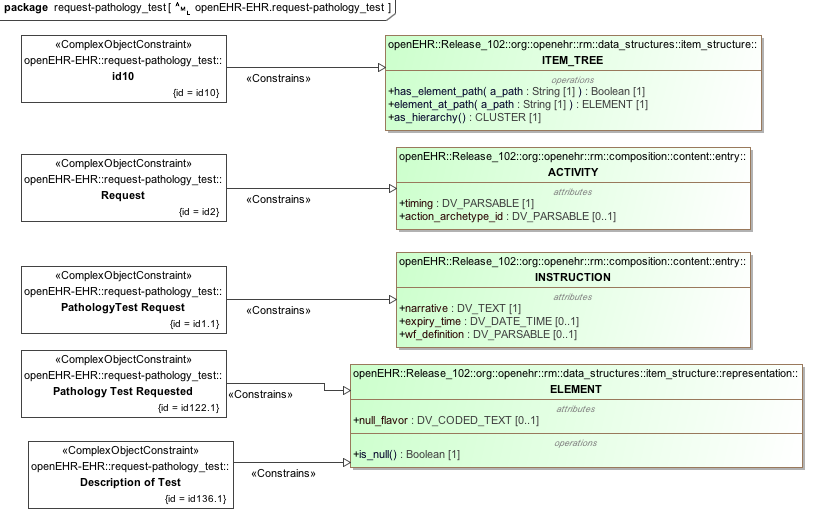 package request-pathology_test [ AML openEHR-EHR.request-pathology_test ]
«ComplexObjectConstraint»
openEHR-EHR::request-pathology_test::
id10
{id = id10}
«Constrains»
openEHR::Release_102::org::openehr::rm::data_structures::item_structure::
ITEM_TREE
operations
+has_element_path( a_path : String [1] ) : Boolean [1]
+element_at_path( a_path : String [1] ) : ELEMENT [1]
+as_hierarchy() : CLUSTER [1]
«ComplexObjectConstraint»
openEHR-EHR::request-pathology_test::
Request
{id = id2}
«Constrains»
openEHR::Release_102::org::openehr::rm::composition::content::entry::
ACTIVITY
attributes
+timing : DV_PARSABLE [1]
+action_archetype_id : DV_PARSABLE [0..1]
«ComplexObjectConstraint»
openEHR-EHR::request-pathology_test::
PathologyTest Request
{id = id1.1}
«Constrains»
openEHR::Release_102::org::openehr::rm::composition::content::entry::
INSTRUCTION
attributes
+narrative : DV_TEXT [1]
+expiry_time : DV_DATE_TIME [0..1]
+wf_definition : DV_PARSABLE [0..1]
«ComplexObjectConstraint»
openEHR-EHR::request-pathology_test::
Pathology Test Requested
{id = id122.1}
«Constrains»
openEHR::Release_102::org::openehr::rm::data_structures::item_structure::representation::
ELEMENT
attributes
+null_flavor : DV_CODED_TEXT [0..1]
operations
+is_null() : Boolean [1]
«ComplexObjectConstraint»
openEHR-EHR::request-pathology_test::
Description of Test
{id = id136.1}
«Constrains»